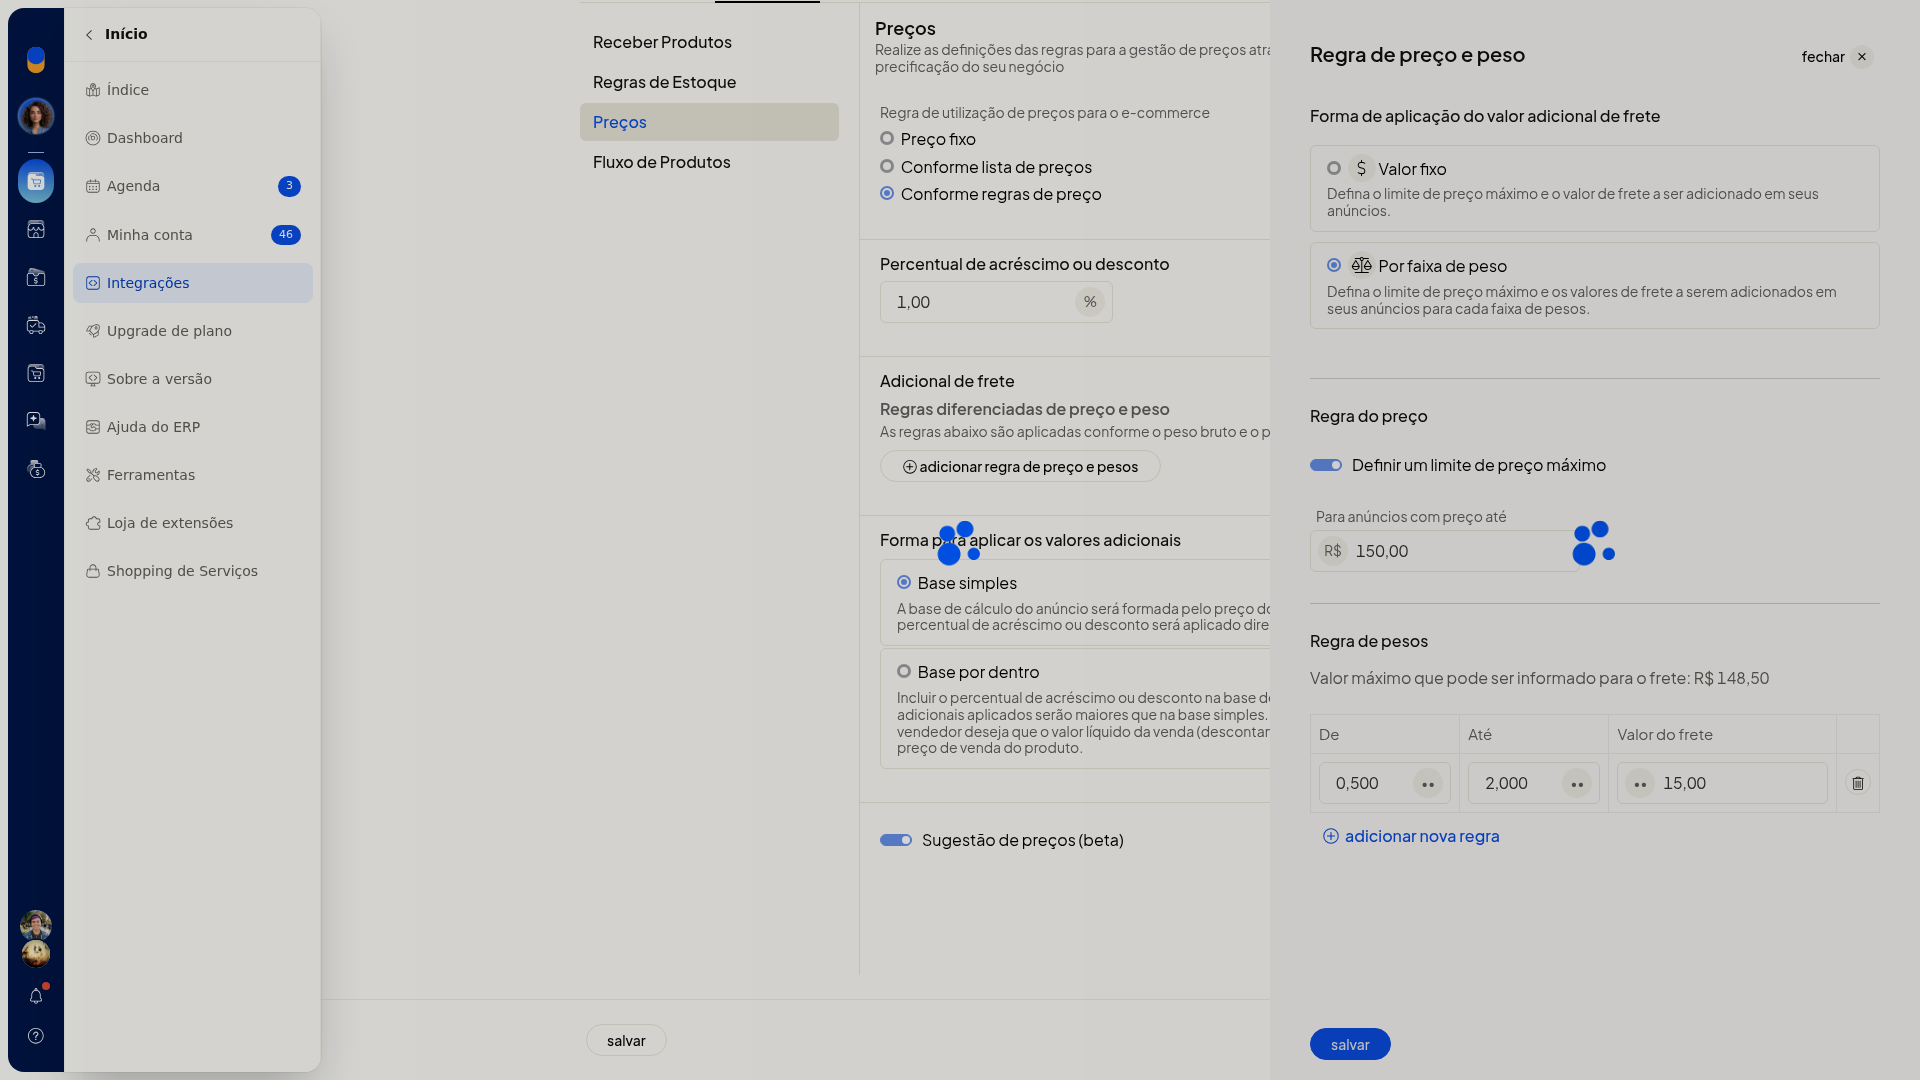 Início
Índice
Dashboard
Agenda
3
Minha conta
46
Integrações
Upgrade de plano
Sobre a versão
Ajuda do ERP
Ferramentas
Loja de extensões
Shopping de Serviços
Receber Produtos
Regras de Estoque
Preços
Fluxo de Produtos
Preços
Realize as definições das regras para a gestão de preços atra
precificação do seu negócio
Regra de utilização de preços para o e-commerce
Preço fixo
Conforme lista de preços
Conforme regras de preço
Percentual de acréscimo ou desconto
1,00 %
Adicional de frete
Regras diferenciadas de preço e peso
As regras abaixo são aplicadas conforme o peso bruto e o p
adicionar regra de preço e pesos
Forma para aplicar os valores adicionais
Base simples
A base de cálculo do anúncio será formada pelo preço do
percentual de acréscimo ou desconto será aplicado dire
Base por dentro
Incluir o percentual de acréscimo ou desconto na base de
adicionais aplicados serão maiores que na base simples.
vendedor deseja que o valor líquido da venda (descontar
preço de venda do produto.
Sugestão de preços (beta)
salvar
Regra de preço e peso
fechar
Forma de aplicação do valor adicional de frete
$ Valor fixo
Defina o limite de preço máximo e o valor de frete a ser adicionado em seus
anúncios.
Por faixa de peso
Defina o limite de preço máximo e os valores de frete a serem adicionados em
seus anúncios para cada faixa de pesos.
Regra do preço
Definir um limite de preço máximo
Para anúncios com preço até
R$ 150,00
Regra de pesos
Valor máximo que pode ser informado para o frete: R$ 148,50
De Até Valor do frete
0,500 2,000 15,00
adicionar nova regra
salvar